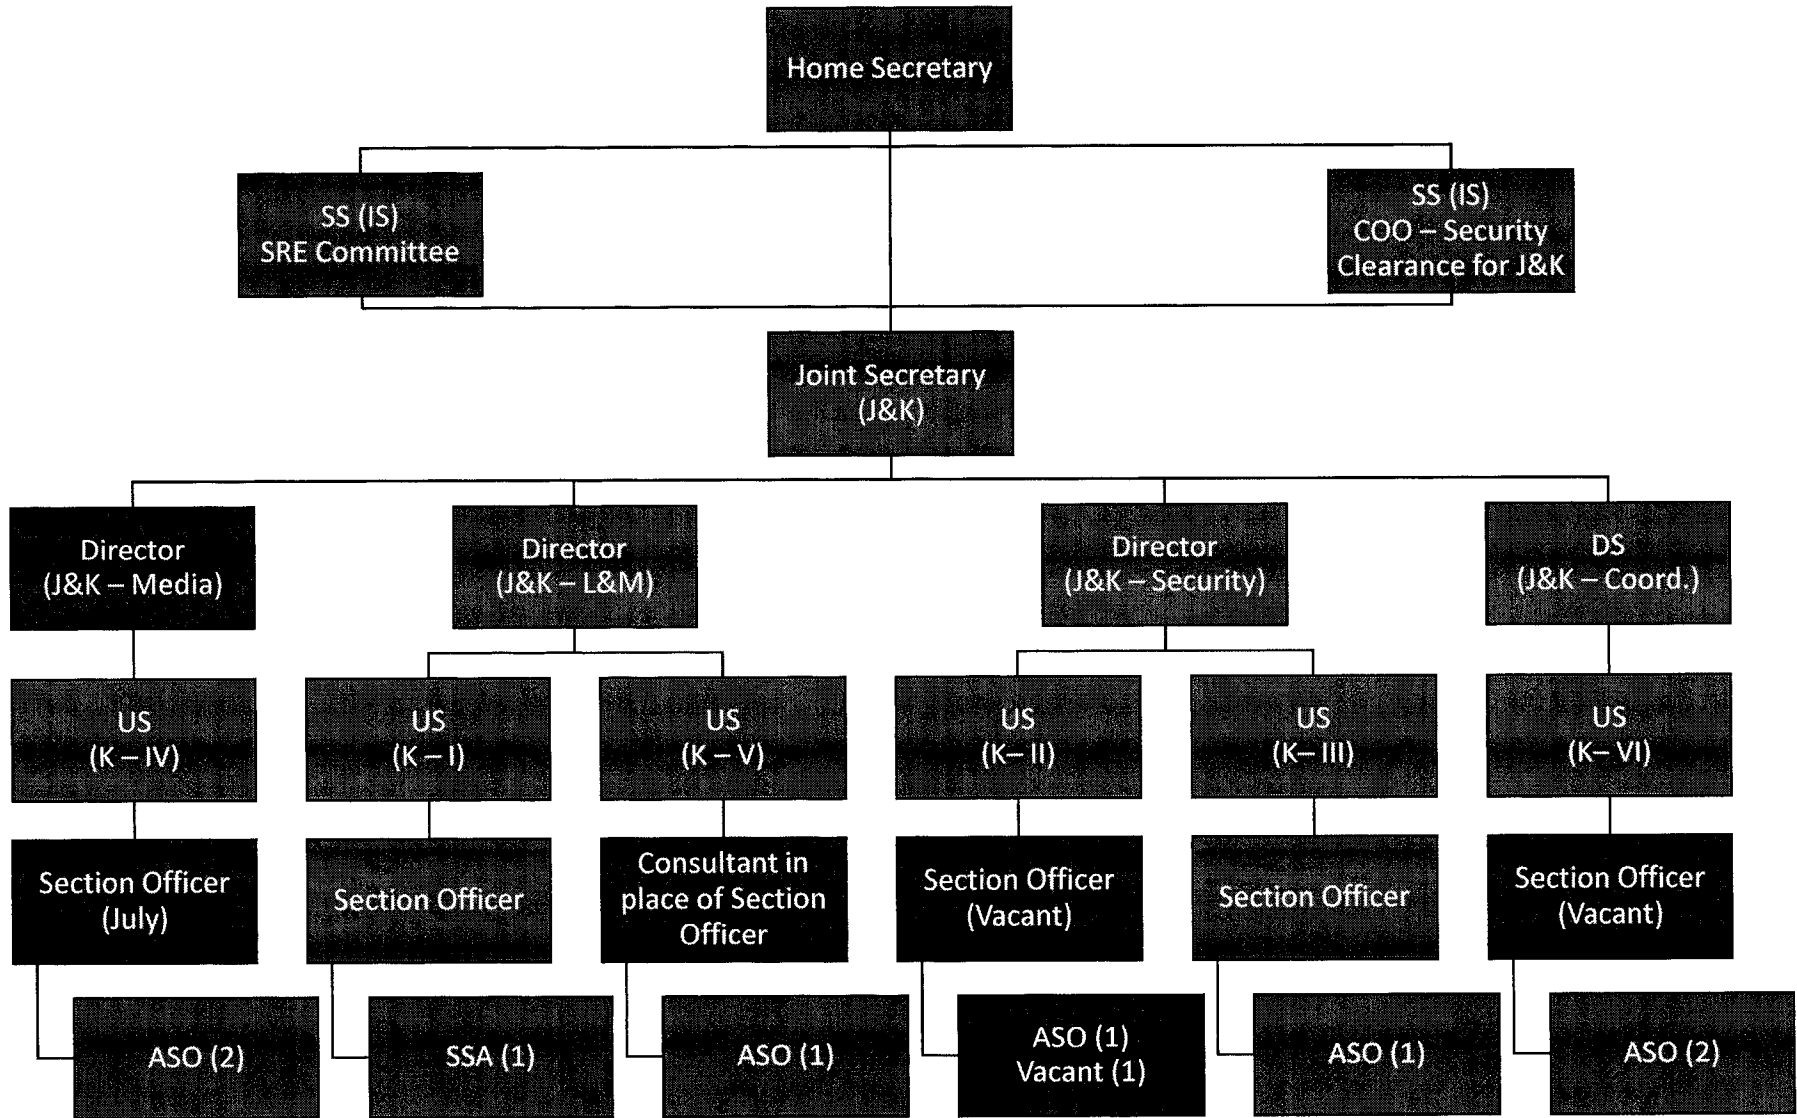 Home Secretary
SS (IS)
SRE Committee
SS (IS)
COO – Security
Clearance for J&K
Joint Secretary
(J&K)
Director
(J&K – Media)
Director
(J&K – L&M)
Director
(J&K – Security)
DS
(J&K – Coord.)
US
(K – IV)
US
(K – I)
US
(K – V)
US
(K– II)
US
(K– III)
US
(K– VI)
Section Officer
(July)
Section Officer
Consultant in
place of Section
Officer
Section Officer
(Vacant)
Section Officer
Section Officer
(Vacant)
ASO (2)
SSA (1)
ASO (1)
ASO (1)
Vacant (1)
ASO (1)
ASO (2)